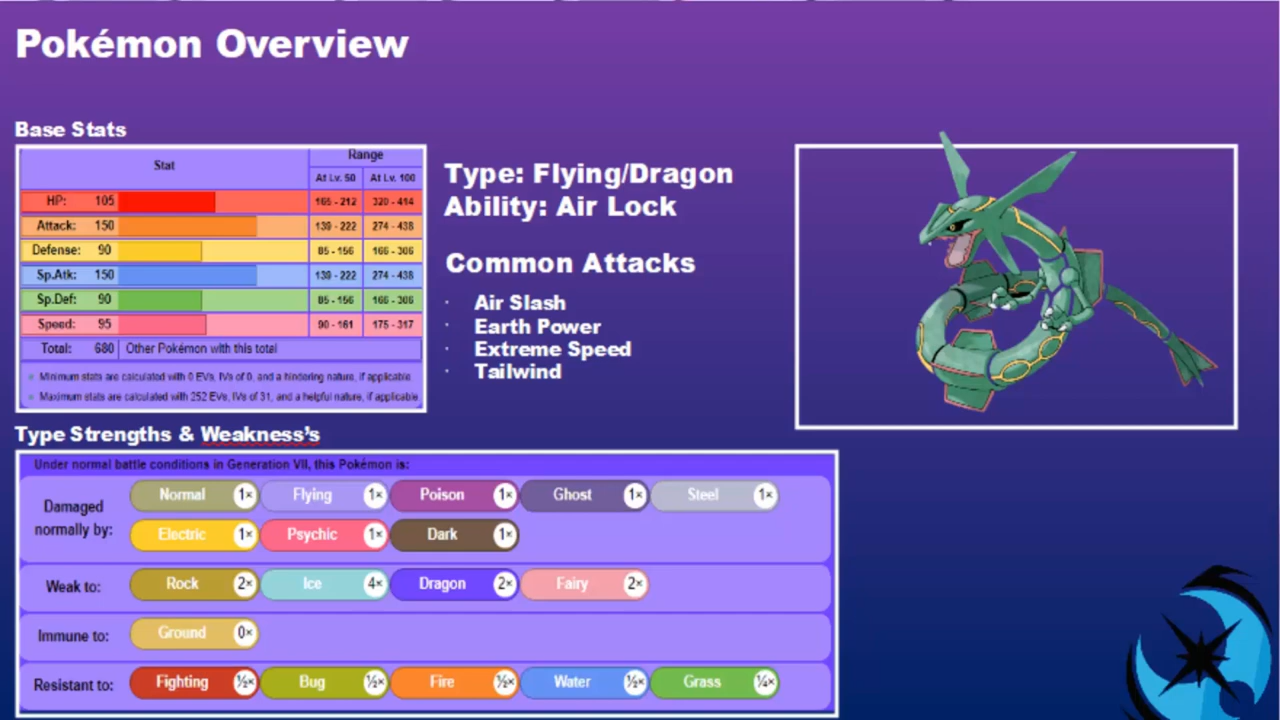 Pokémon Overview
Base Stats
Stat
Range
At Lv. 50 At Lv. 100
HP: 105 165 - 212 320 - 414
Attack: 150 139 - 222 274 - 438
Defense: 90 85 - 156 166 - 306
Sp.Atk: 150 139 - 222 274 - 438
Sp.Def: 90 85 - 156 166 - 306
Speed: 95 90 - 161 175 - 317
Total: 680 Other Pokémon with this total
Minimum stats are calculated with 0 EVs, IVs of 0, and a hindering nature, if applicable.
Maximum stats are calculated with 252 EVs, IVs of 31, and a helpful nature, if applicable.
Type: Flying/Dragon
Ability: Air Lock
Common Attacks
· Air Slash
· Earth Power
· Extreme Speed
· Tailwind
Type Strengths & Weakness’s
Under normal battle conditions in Generation VII, this Pokémon is:
Damaged normally by:
Normal 1× Flying 1× Poison 1× Ghost 1× Steel 1×
Electric 1× Psychic 1× Dark 1×
Weak to: Rock 2× Ice 4× Dragon 2× Fairy 2×
Immune to: Ground 0×
Resistant to: Fighting ½× Bug ½× Fire ½× Water ½× Grass ¼×